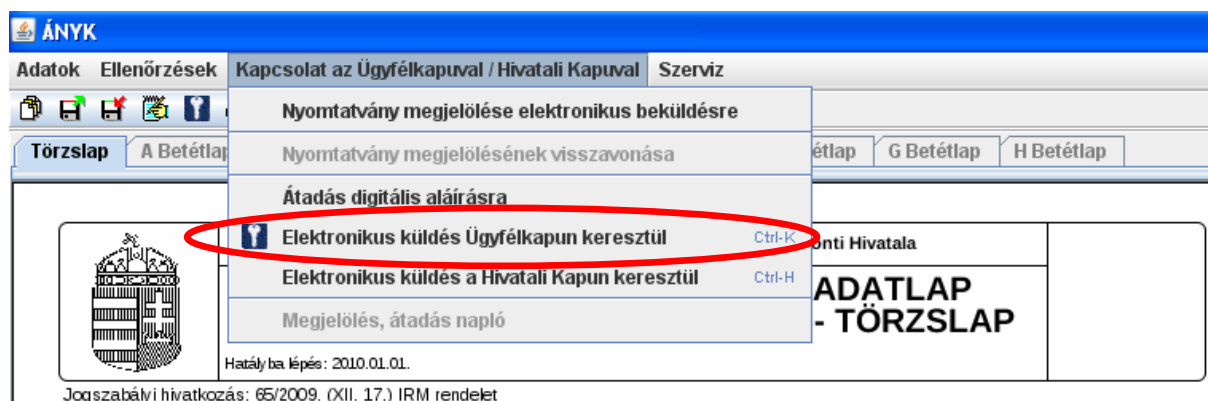 ÁNYK
Adatok Ellenőrzések Kapcsolat az Ügyfélkapuval / Hivatali Kapuval Szerviz
Nyomtatvány megjelölése elektronikus beküldésre
Törzslap A Betétlap étlap G Betétlap H Betétlap
Nyomtatvány megjelölésének visszavonása
Átadás digitális aláírásra
Elektronikus küldés Ügyfélkapun keresztül Ctrl-K
önti Hivatala
Elektronikus küldés a Hivatali Kapun keresztül Ctrl-H
ADATLAP
- TÖRZSLAP
Megjelölés, átadás napló
Hatályba lépés: 2010.01.01.
Jogszabályi hivatkozás: 65/2009. (XII. 17.) IRM rendelet